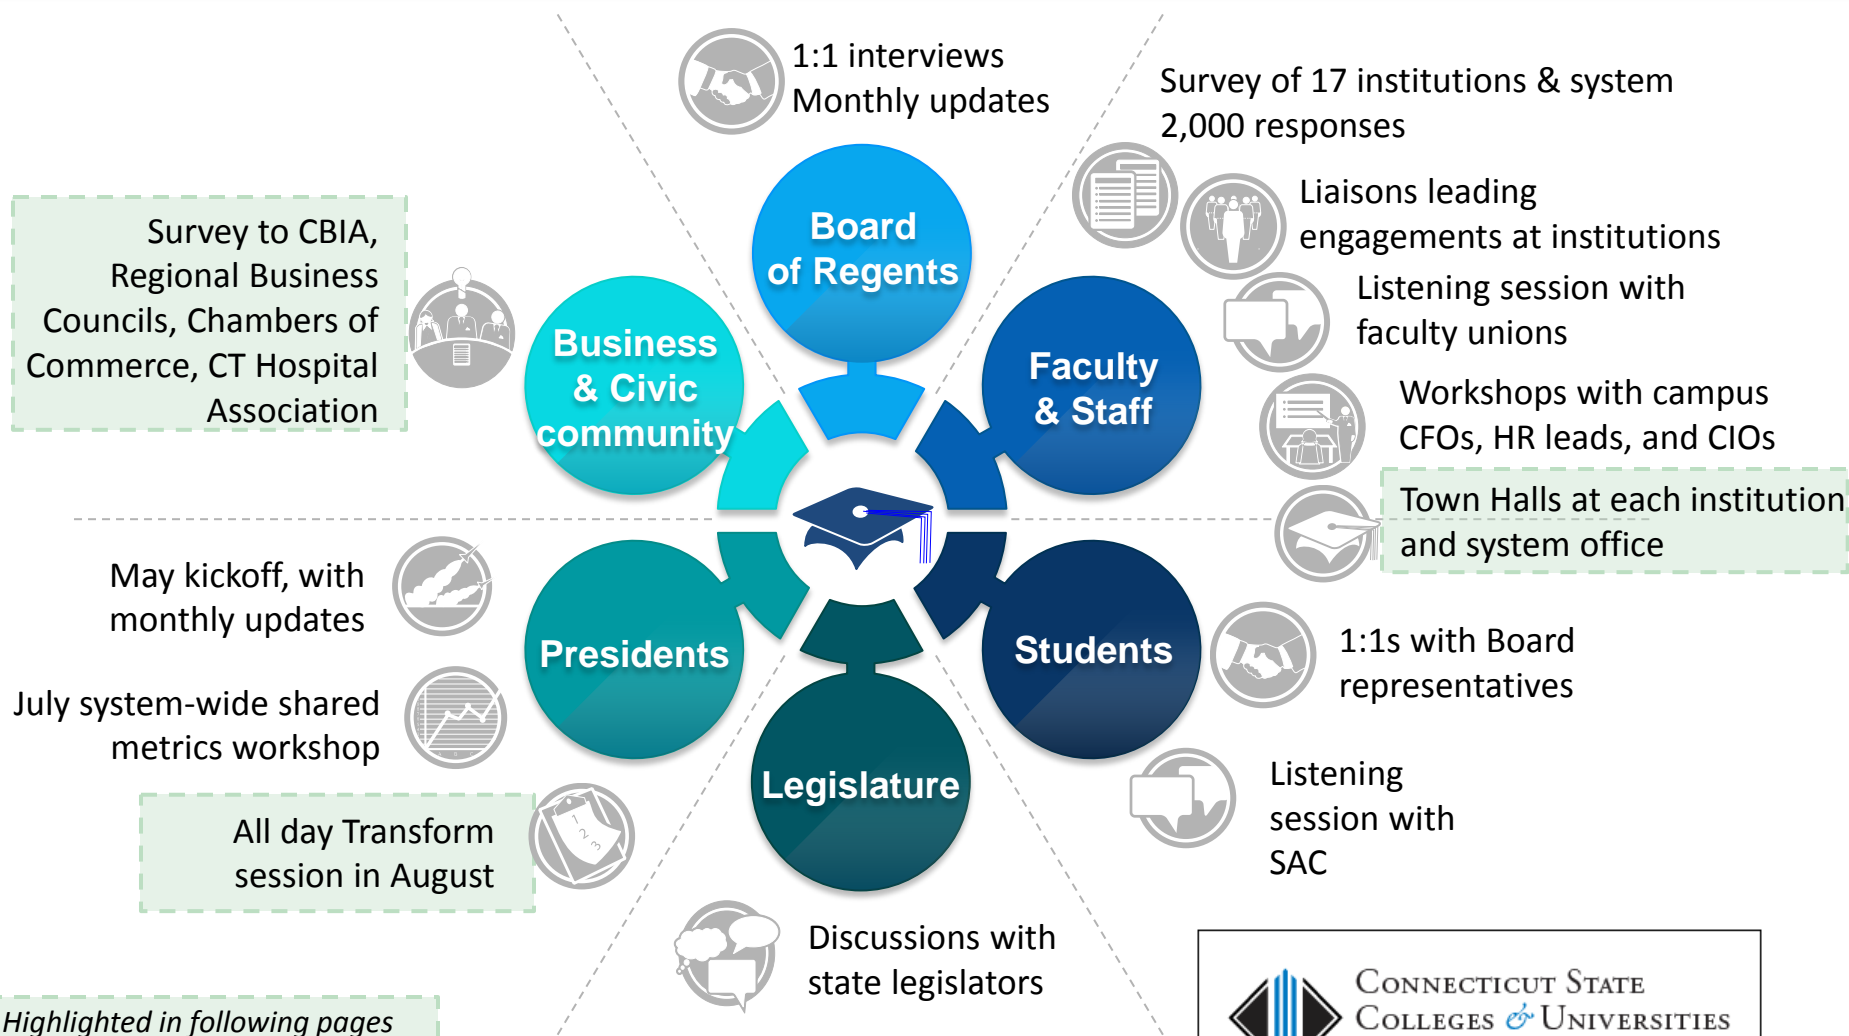 1:1 interviews
Monthly updates
Board
of Regents
Survey of 17 institutions & system
2,000 responses
Liaisons leading
engagements at institutions
Listening session with
faculty unions
Workshops with campus
CFOs, HR leads, and CIOs
Town Halls at each institution
and system office
Faculty
& Staff
Survey to CBIA,
Regional Business
Councils, Chambers of
Commerce, CT Hospital
Association
Business
& Civic
community
May kickoff, with
monthly updates
July system-wide shared
metrics workshop
All day Transform
session in August
1
2
3
Presidents
Legislature
Discussions with
state legislators
Students
1:1s with Board
representatives
Listening
session with
SAC
Highlighted in following pages
CONNECTICUT STATE
COLLEGES & UNIVERSITIES